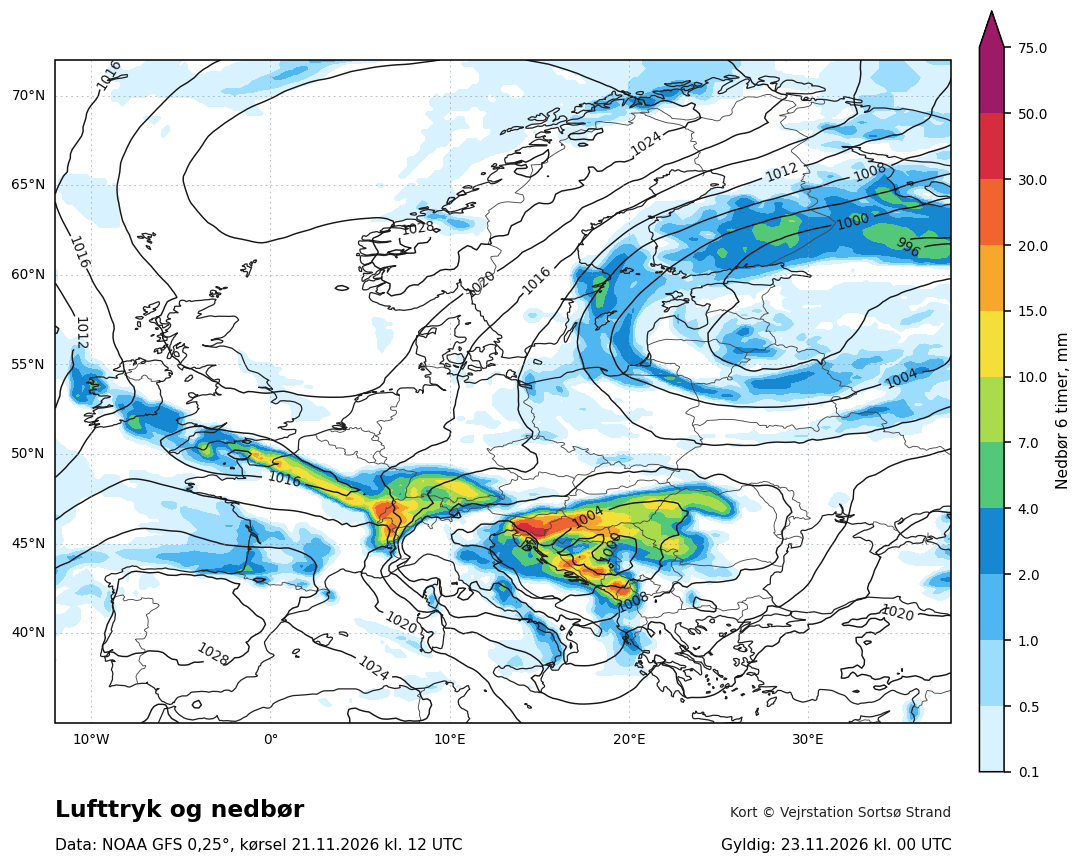 75.0
50.0
30.0
20.0
15.0
10.0
7.0
4.0
2.0
1.0
0.5
0.1
Nedbør 6 timer, mm
70°N
65°N
60°N
55°N
50°N
45°N
40°N
10°W
0°
10°E
20°E
30°E
1016
1024
1012
1008
1028
1000
996
1016
1020
1016
1012
1004
1016
1004
1000
1008
1020
1020
1028
1024
Lufttryk og nedbør
Kort © Vejrstation Sortsø Strand
Data: NOAA GFS 0,25°, kørsel 21.11.2026 kl. 12 UTC
Gyldig: 23.11.2026 kl. 00 UTC